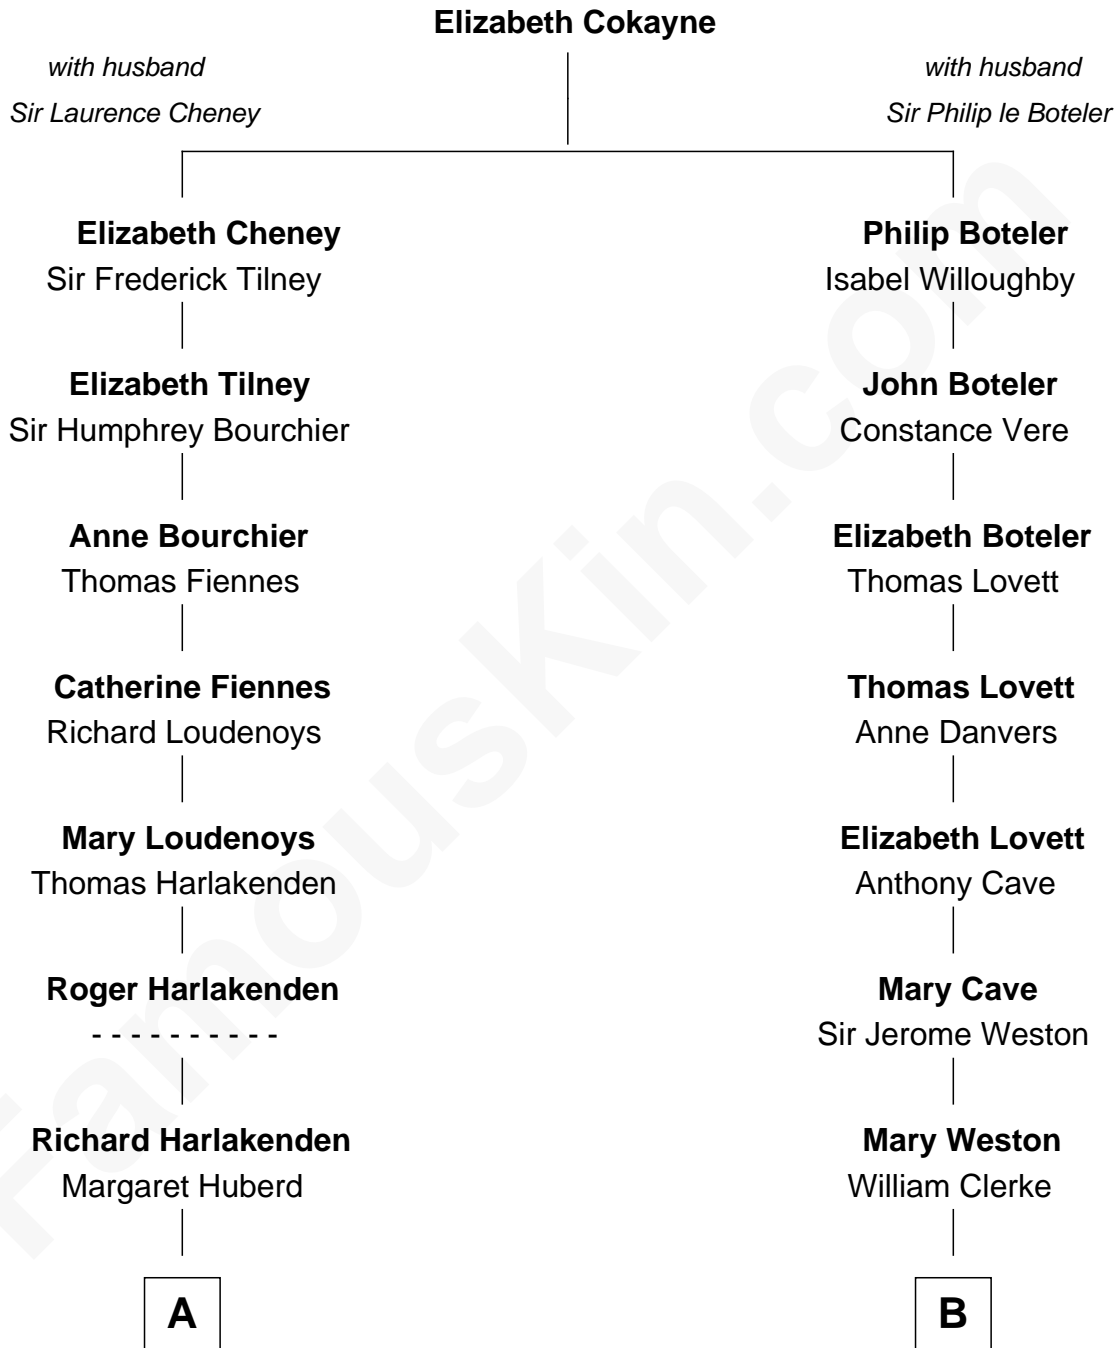 Elizabeth Cokayne
with husband
Sir Laurence Cheney
with husband
Sir Philip le Boteler
Elizabeth Cheney
Sir Frederick Tilney
Philip Boteler
Isabel Willoughby
Elizabeth Tilney
Sir Humphrey Bourchier
John Boteler
Constance Vere
Anne Bourchier
Thomas Fiennes
Elizabeth Boteler
Thomas Lovett
Catherine Fiennes
Richard Loudenoys
Thomas Lovett
Anne Danvers
Mary Loudenoys
Thomas Harlakenden
Elizabeth Lovett
Anthony Cave
Roger Harlakenden
- - - - - - - - - -
Mary Cave
Sir Jerome Weston
Richard Harlakenden
Margaret Huberd
Mary Weston
William Clerke
A
B
FamousKin.com